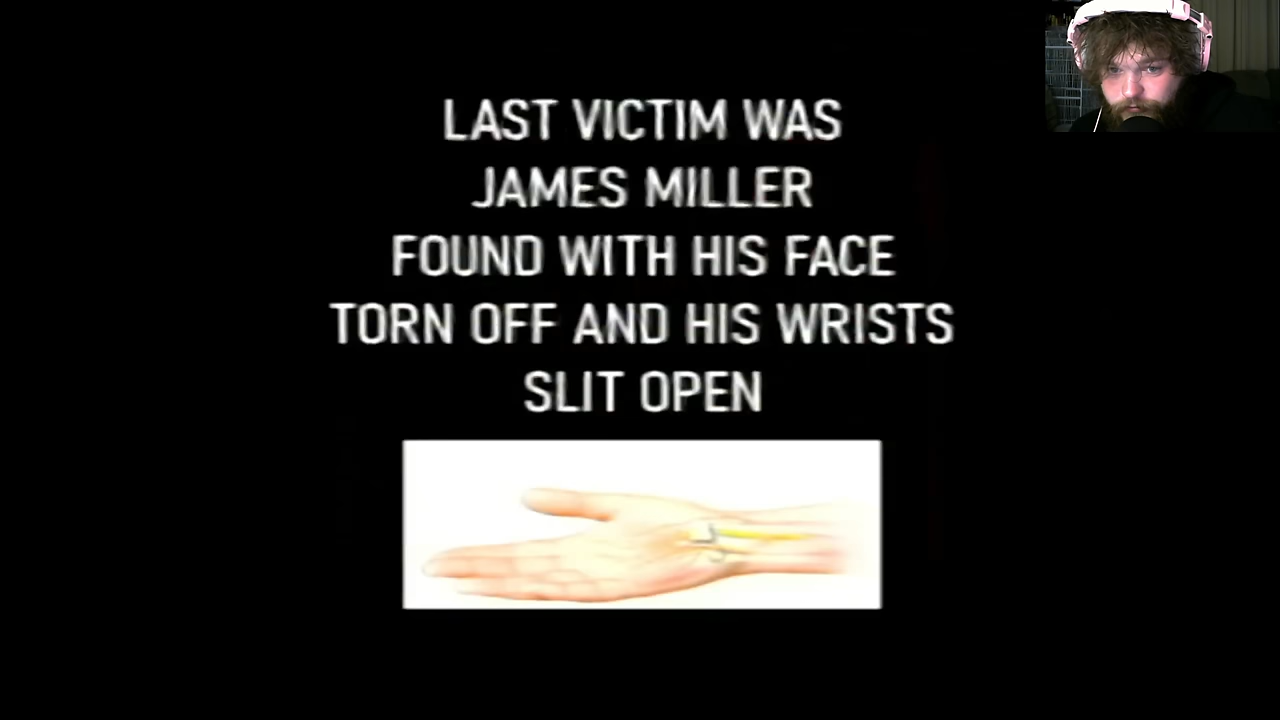 LAST VICTIM WAS
JAMES MILLER
FOUND WITH HIS FACE
TORN OFF AND HIS WRISTS
SLIT OPEN